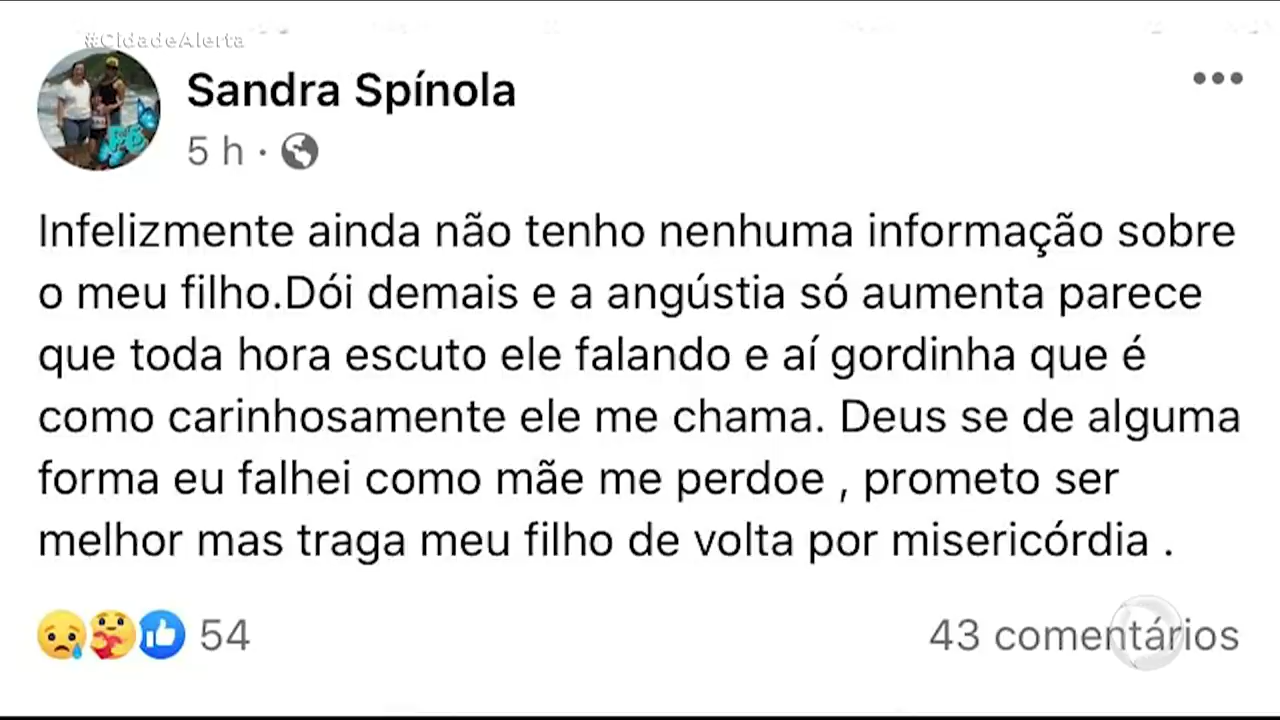 #CidadeAlerta
Sandra Spínola
5 h ·
Infelizmente ainda não tenho nenhuma informação sobre
o meu filho.Dói demais e a angústia só aumenta parece
que toda hora escuto ele falando e aí gordinha que é
como carinhosamente ele me chama. Deus se de alguma
forma eu falhei como mãe me perdoe , prometo ser
melhor mas traga meu filho de volta por misericórdia .
54
43 comentários